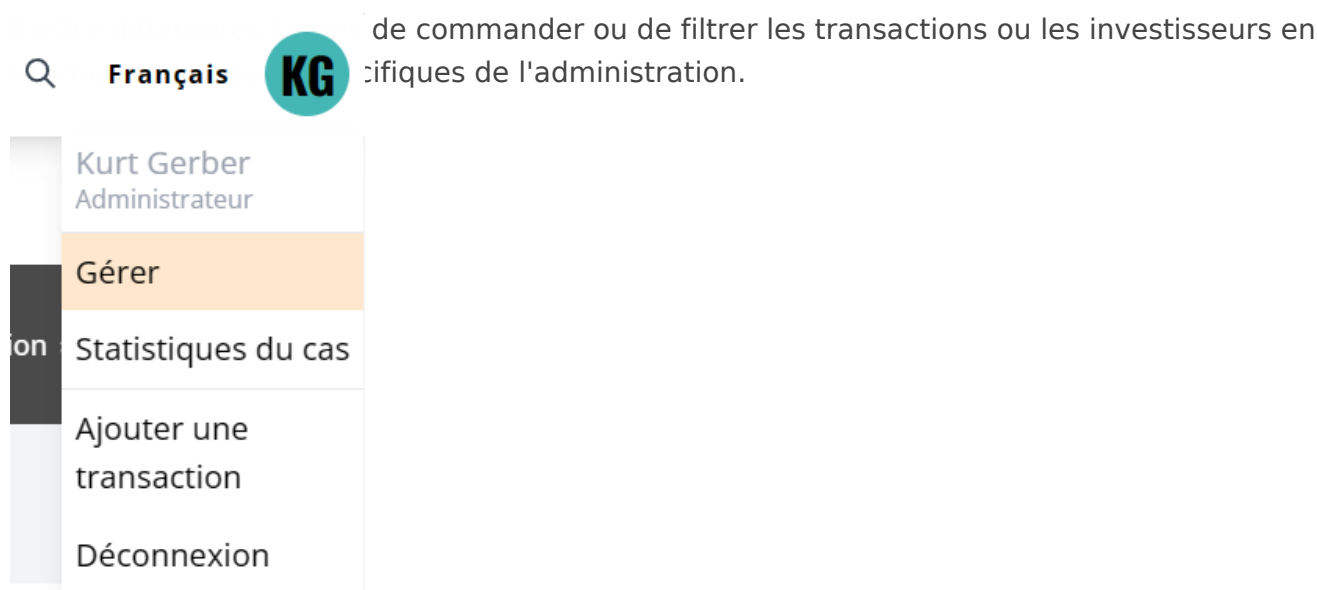 de commander ou de filtrer les transactions ou les investisseurs en
Français KG
cifiques de l'administration.
Kurt Gerber
Administrateur
Gérer
ion
Statistiques du cas
Ajouter une
transaction
Déconnexion